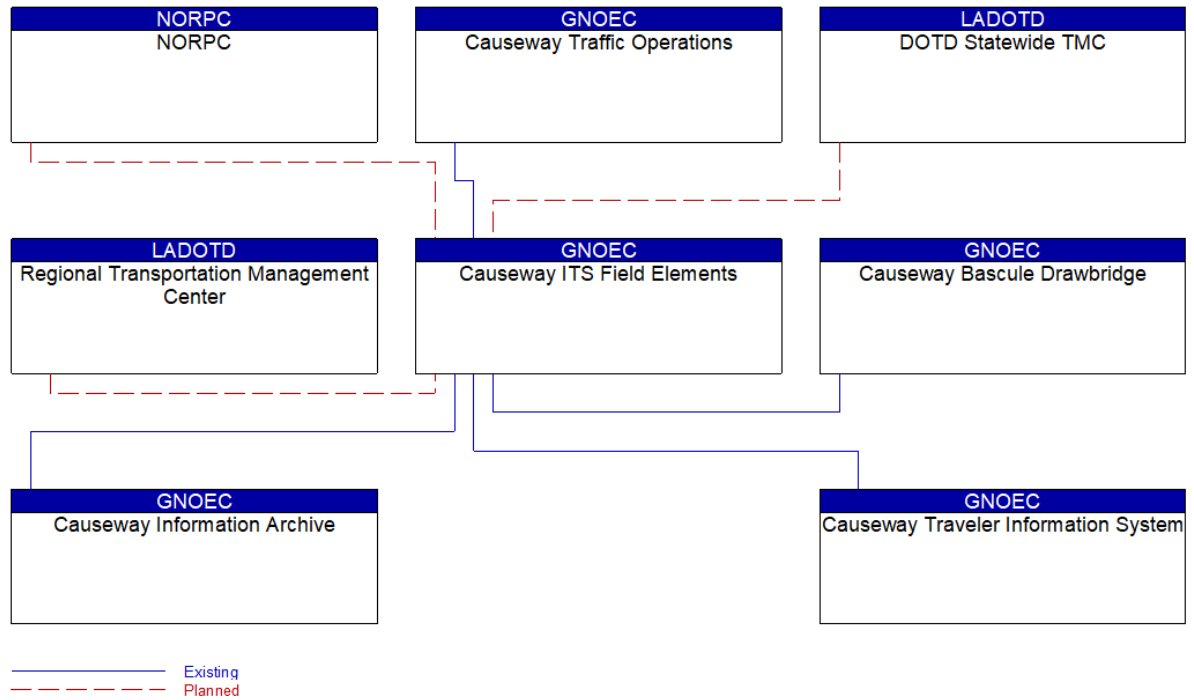 NORPC
NORPC
GNOEC
Causeway Traffic Operations
LADOTD
DOTD Statewide TMC
LADOTD
Regional Transportation Management
Center
GNOEC
Causeway ITS Field Elements
GNOEC
Causeway Bascule Drawbridge
GNOEC
Causeway Information Archive
GNOEC
Causeway Traveler Information System
Existing
Planned